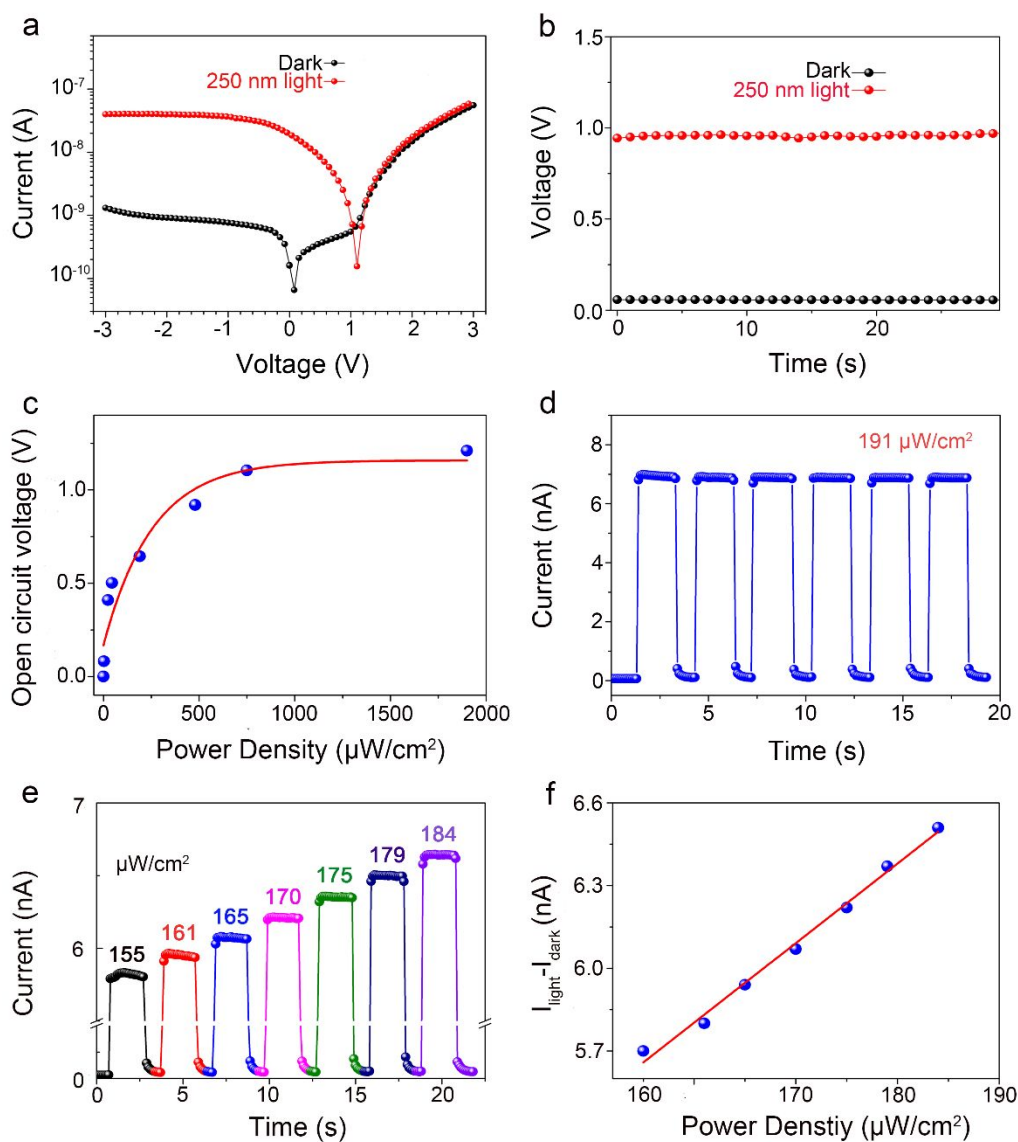 a
Dark
250 nm light
10⁻⁷
10⁻⁸
10⁻⁹
10⁻¹⁰
Current (A)
-3 -2 -1 0 1 2 3
Voltage (V)
b
Dark
250 nm light
1.5
1.0
0.5
0.0
Voltage (V)
0 10 20
Time (s)
c
1.0
0.5
0.0
Open circuit voltage (V)
0 500 1000 1500 2000
Power Density (μW/cm²)
d
191 μW/cm²
8
6
4
2
0
Current (nA)
0 5 10 15 20
Time (s)
e
7
6
0
Current (nA)
μW/cm²
155 161 165 170 175 179 184
0 5 10 15 20
Time (s)
f
6.6
6.3
6.0
5.7
I_light-I_dark (nA)
160 170 180 190
Power Denstiy (μW/cm²)